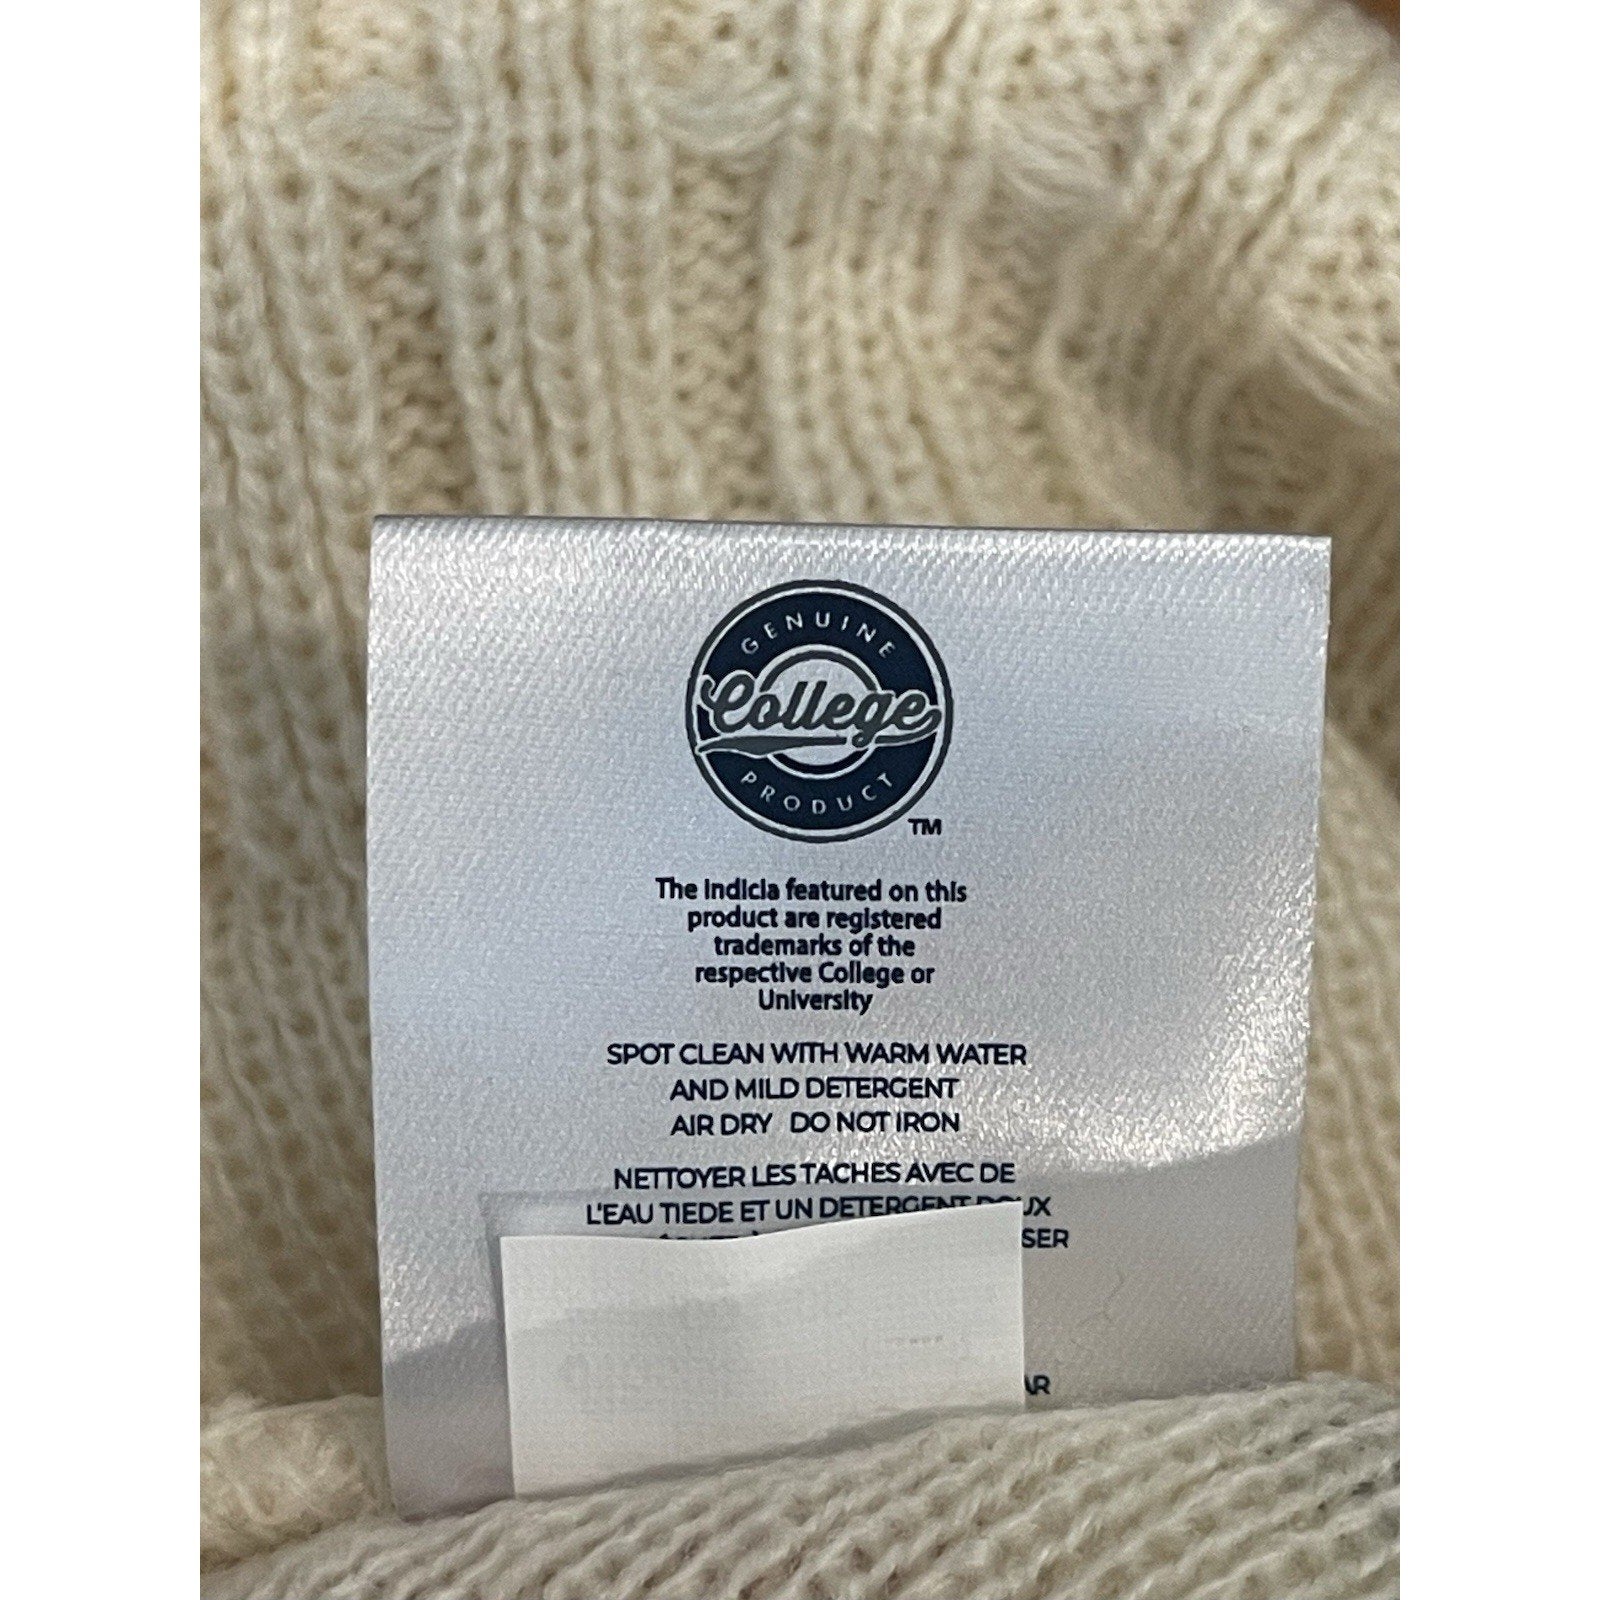 GENUINE
College
PRODUCT
TM
The indicia featured on this
product are registered
trademarks of the
respective College or
University
SPOT CLEAN WITH WARM WATER
AND MILD DETERGENT
AIR DRY DO NOT IRON
NETTOYER LES TACHES AVEC DE
L'EAU TIEDE ET UN DETERGENT DOUX